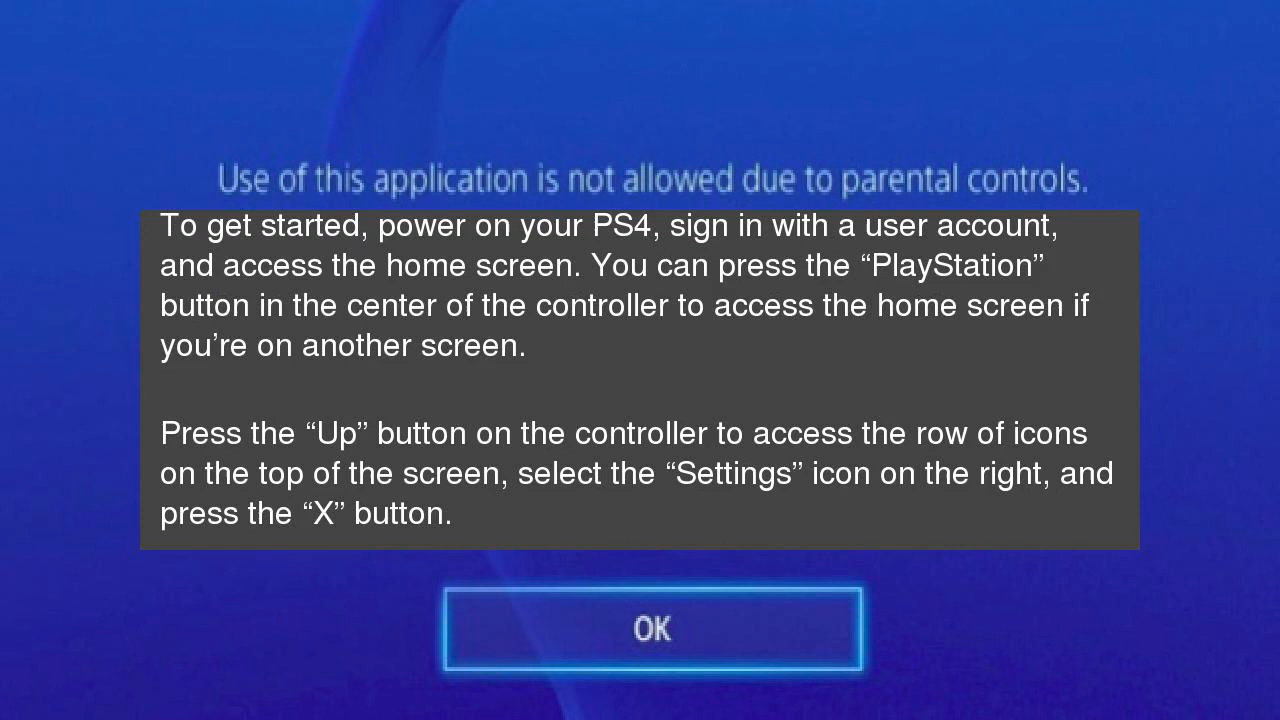 Use of this application is not allowed due to parental controls.
To get started, power on your PS4, sign in with a user account,
and access the home screen. You can press the “PlayStation”
button in the center of the controller to access the home screen if
you’re on another screen.
Press the “Up” button on the controller to access the row of icons
on the top of the screen, select the “Settings” icon on the right, and
press the “X” button.
OK